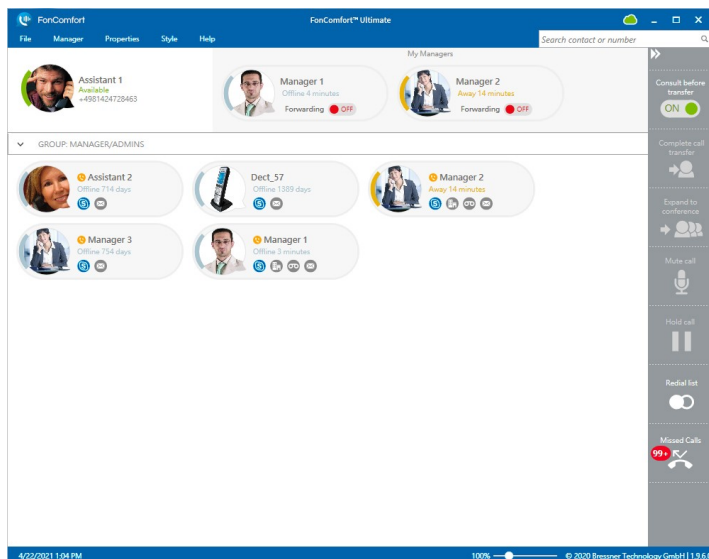 FonComfort
FonComfort™ Ultimate
File Manager Properties Style Help
Search contact or number
My Managers
Assistant 1
Available
+4981424728463
Manager 1
Offline 4 minutes
Forwarding OFF
Manager 2
Away 14 minutes
Forwarding OFF
Consult before
transfer
ON
GROUP: MANAGER/ADMINS
Complete call
transfer
Assistant 2
Offline 714 days
Dect_57
Offline 1389 days
Manager 2
Away 14 minutes
Expand to
conference
Manager 3
Offline 754 days
Manager 1
Offline 3 minutes
Mute call
Hold call
Redial list
Missed Calls
99+
4/22/2021 1:04 PM
100%
© 2020 Bressner Technology GmbH | 1.9.6.0